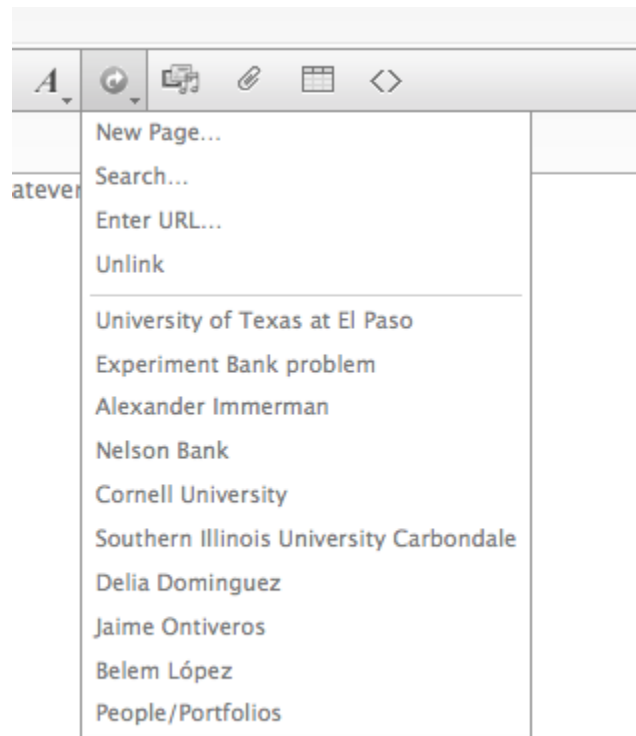 A
New Page...
Search...
atever
Enter URL...
Unlink
University of Texas at El Paso
Experiment Bank problem
Alexander Immerman
Nelson Bank
Cornell University
Southern Illinois University Carbondale
Delia Dominguez
Jaime Ontiveros
Belem López
People/Portfolios